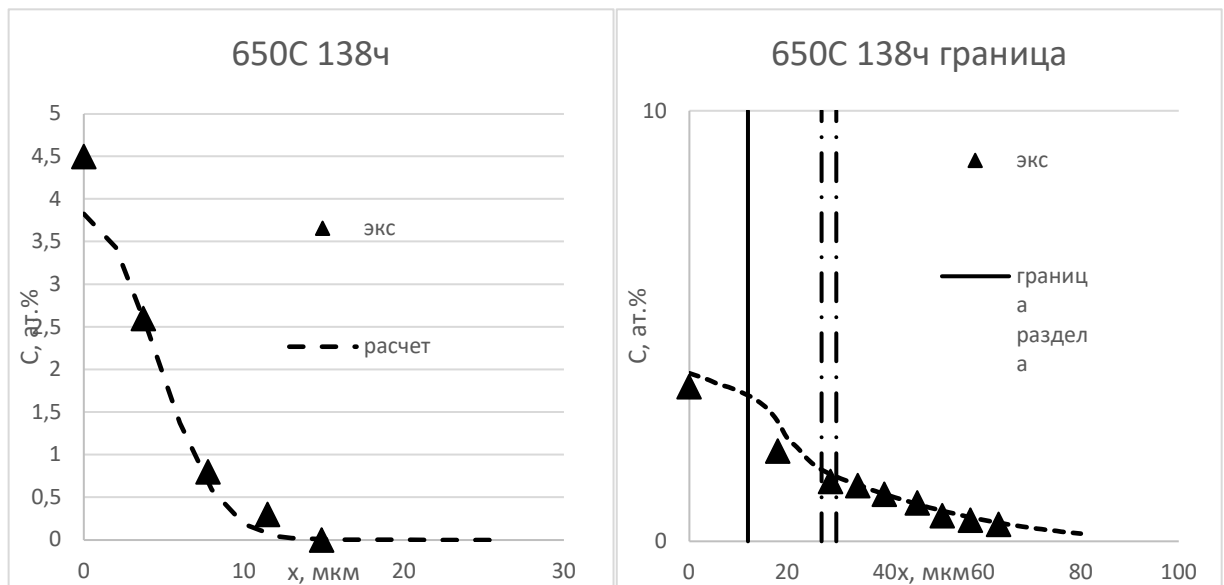 650С 138ч
5
4,5
4
3,5
3
2,5
2
1,5
1
0,5
0
С, ат.%
экс
расчет
0
10
20
30
х, мкм
650С 138ч граница
10
0
С, ат.%
экс
границ
а
раздел
а
0
20
40х, мкм60
80
100